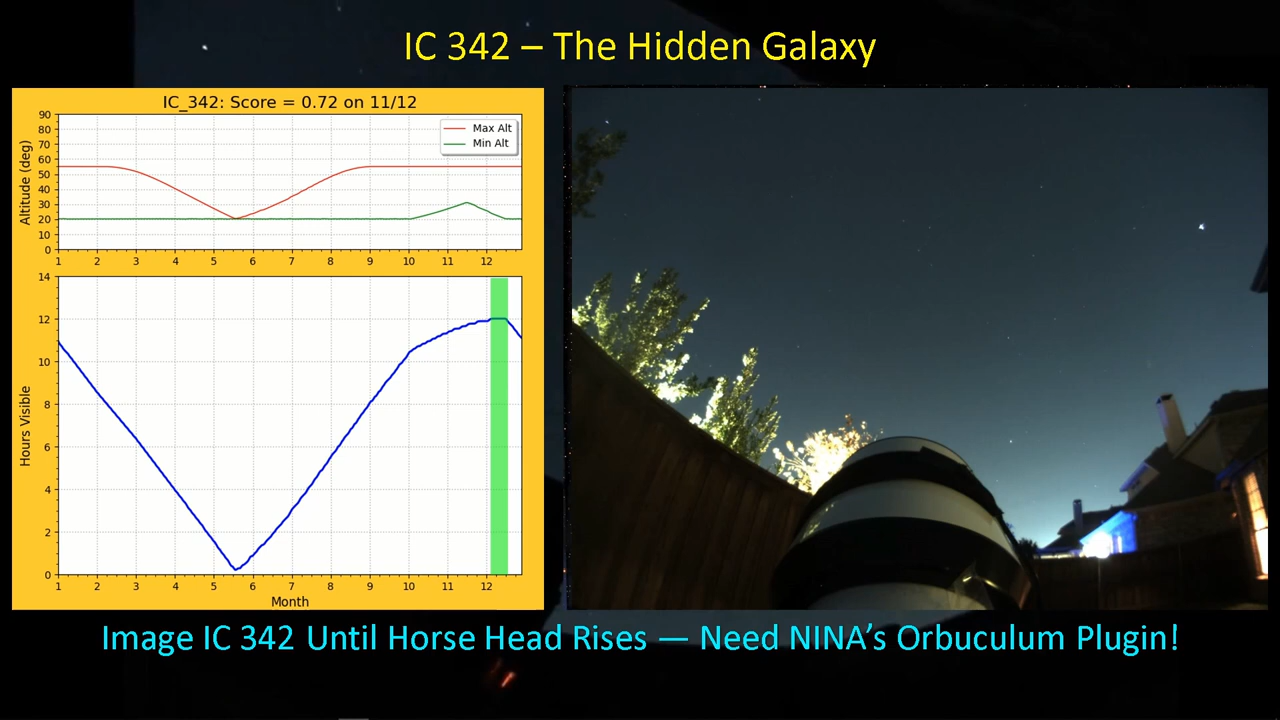 IC 342 – The Hidden Galaxy
IC_342: Score = 0.72 on 11/12
Max Alt
Min Alt
Altitude (deg)
90
80
70
60
50
40
30
20
10
0
1 2 3 4 5 6 7 8 9 10 11 12
Hours Visible
14
12
10
8
6
4
2
0
1 2 3 4 5 6 7 8 9 10 11 12
Month
Image IC 342 Until Horse Head Rises — Need NINA’s Orbuculum Plugin!